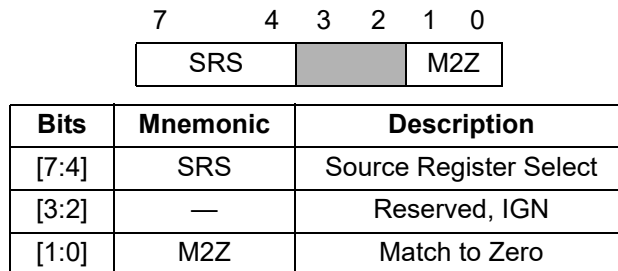 7 4 3 2 1 0
SRS M2Z
Bits Mnemonic Description
[7:4] SRS Source Register Select
[3:2] — Reserved, IGN
[1:0] M2Z Match to Zero